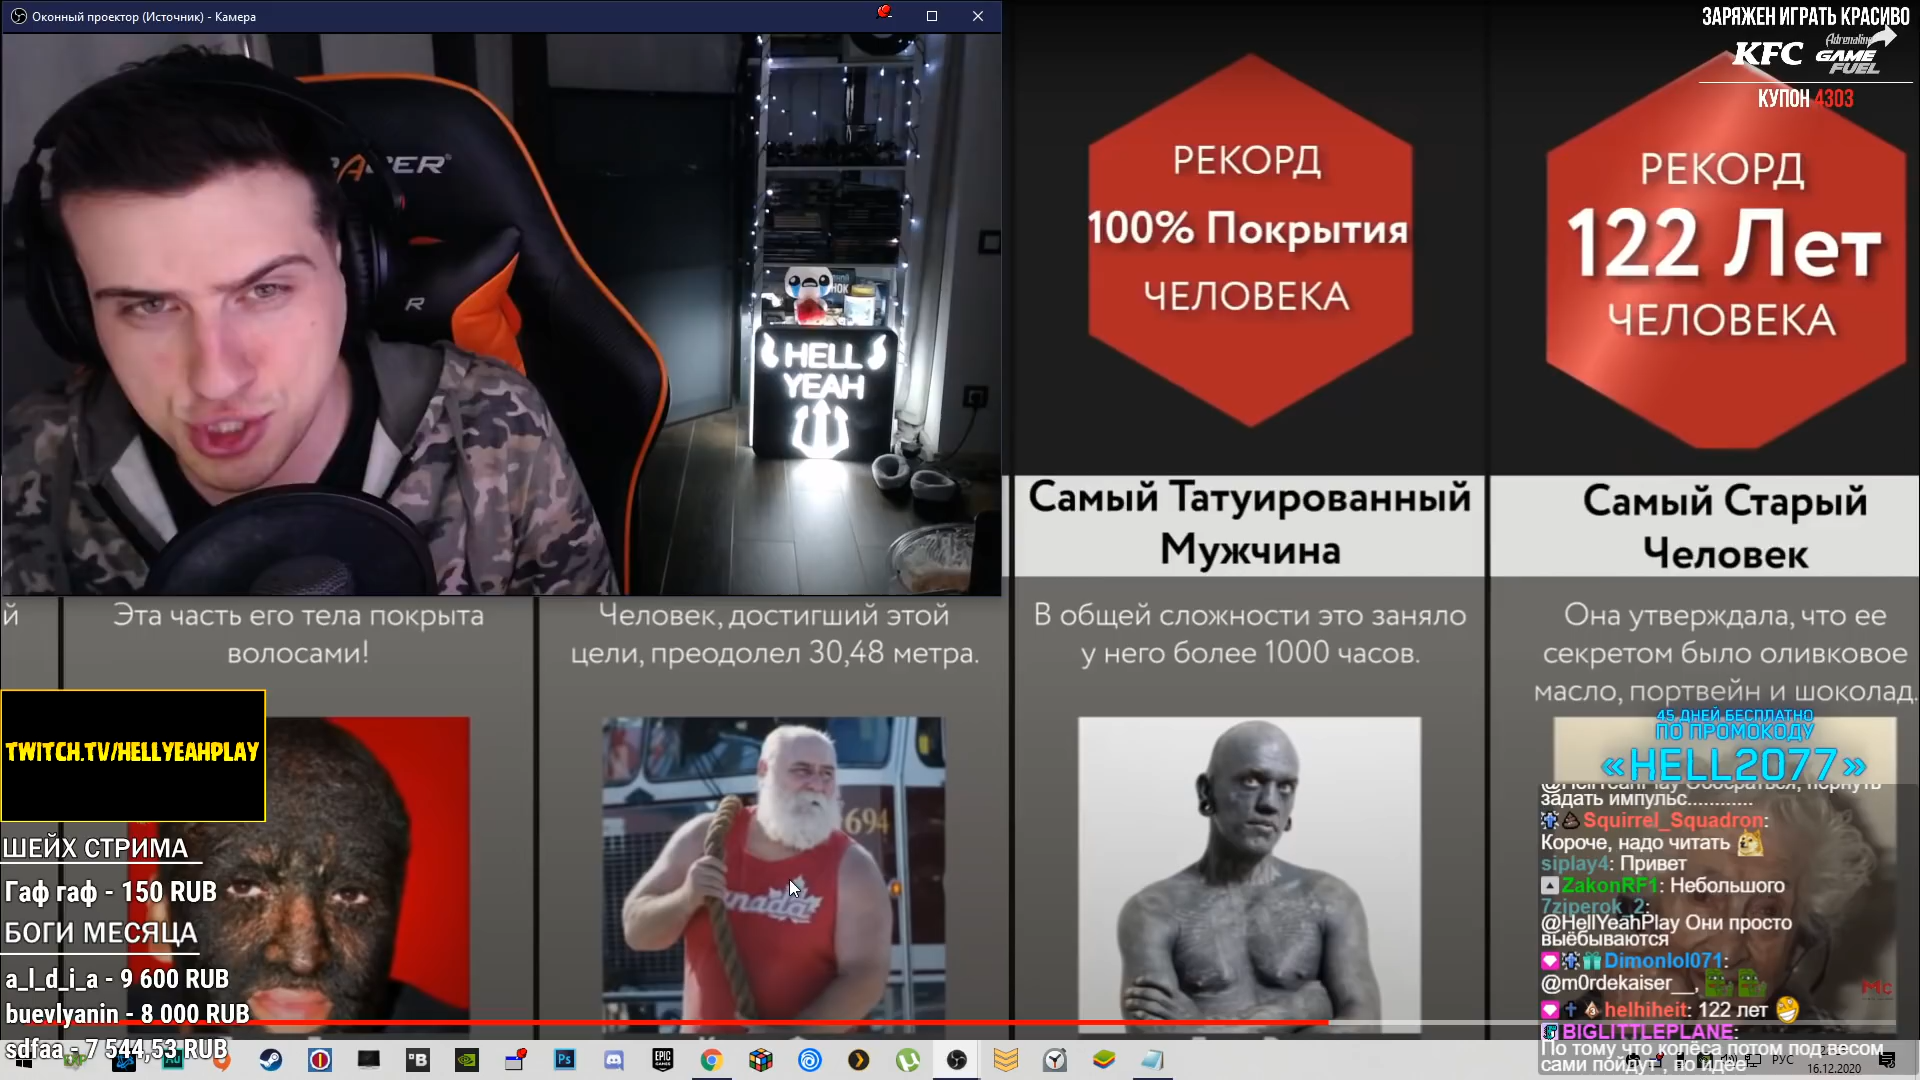 Оконный проектор (Источник) - Камера
ЗАРЯЖЕН ИГРАТЬ КРАСИВО
KFC Adrenaline GAME FUEL
КУПОН 4303
HELL
YEAH
R
РЕКОРД
100% Покрытия
ЧЕЛОВЕКА
РЕКОРД
122 Лет
ЧЕЛОВЕКА
Самый Татуированный
Мужчина
Самый Старый
Человек
й
Эта часть его тела покрыта
волосами!
Человек, достигший этой
цели, преодолел 30,48 метра.
В общей сложности это заняло
у него более 1000 часов.
Она утверждала, что ее
секретом было оливковое
масло, портвейн и шоколад.
TWITCH.TV/HELLYEAHPLAY
ШЕЙХ СТРИМА
Гаф гаф - 150 RUB
БОГИ МЕСЯЦА
a_l_d_i_a - 9 600 RUB
buevlyanin - 8 000 RUB
sdfaa - 7 544,53 RUB
694
Canada
45 ДНЕЙ БЕСПЛАТНО
ПО ПРОМОКОДУ
«HELL2077»
задать импульс............
Squirrel_Squadron:
Короче, надо читать
siplay4: Привет
ZakonRF1: Небольшого
7ziperok_2:
@HellYeahPlay Они просто
выёбываются
Dimonlol071:
@m0rdekaiser__,
helhiheit: 122 лет
BIGLITTLEPLANE:
По тому что колёса потом под весом
сами пойдут , по идее
РУС
16.12.2020